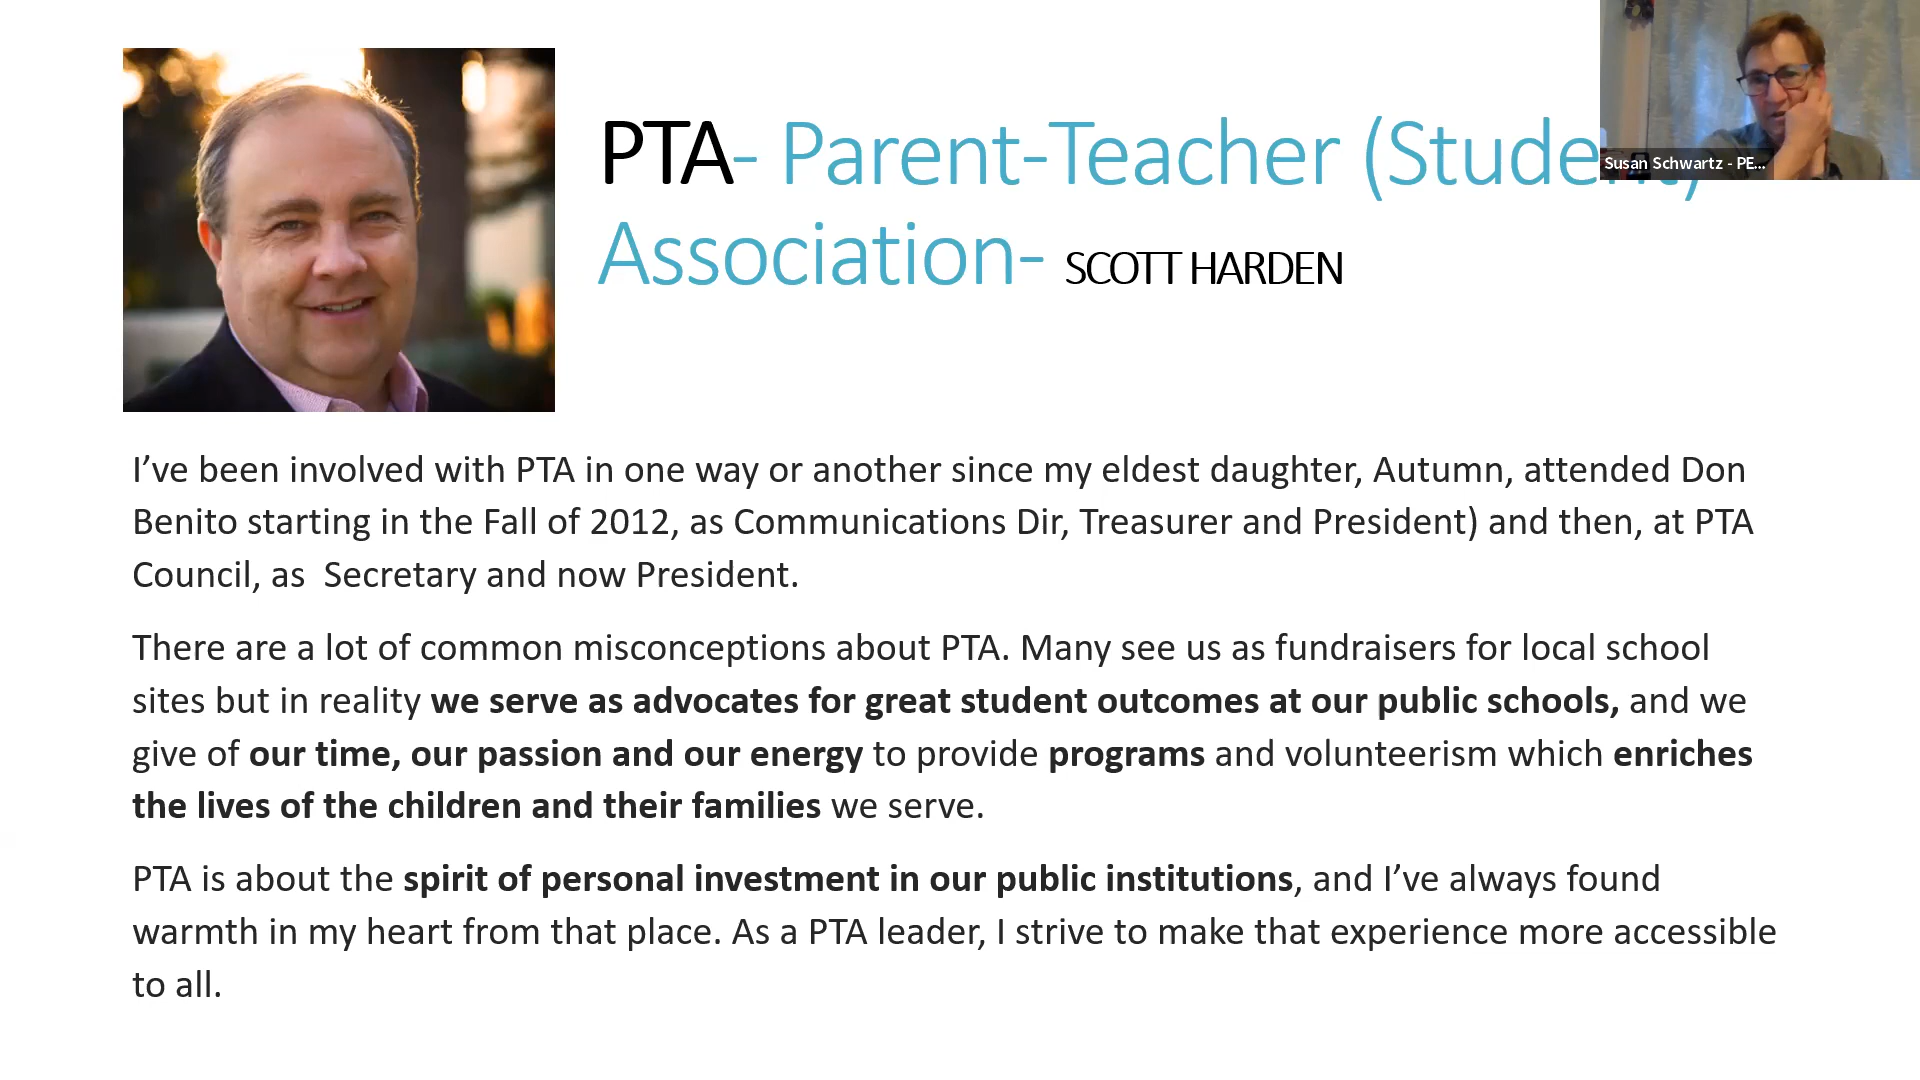 PTA- Parent-Teacher (Student)
Association- SCOTT HARDEN
Susan Schwartz - PE...
I’ve been involved with PTA in one way or another since my eldest daughter, Autumn, attended Don
Benito starting in the Fall of 2012, as Communications Dir, Treasurer and President) and then, at PTA
Council, as  Secretary and now President.
There are a lot of common misconceptions about PTA. Many see us as fundraisers for local school
sites but in reality we serve as advocates for great student outcomes at our public schools, and we
give of our time, our passion and our energy to provide programs and volunteerism which enriches
the lives of the children and their families we serve.
PTA is about the spirit of personal investment in our public institutions, and I’ve always found
warmth in my heart from that place. As a PTA leader, I strive to make that experience more accessible
to all.